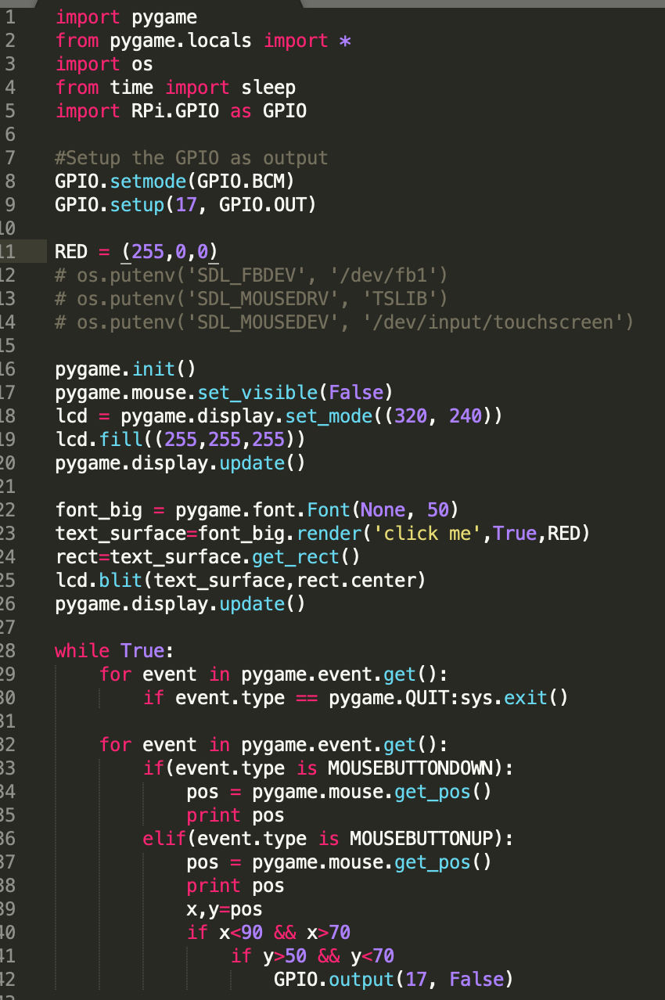 1 import pygame
2 from pygame.locals import *
3 import os
4 from time import sleep
5 import RPi.GPIO as GPIO
6
7 #Setup the GPIO as output
8 GPIO.setmode(GPIO.BCM)
9 GPIO.setup(17, GPIO.OUT)
10
11 RED = (255,0,0)
12 # os.putenv('SDL_FBDEV', '/dev/fb1')
13 # os.putenv('SDL_MOUSEDRV', 'TSLIB')
14 # os.putenv('SDL_MOUSEDEV', '/dev/input/touchscreen')
15
16 pygame.init()
17 pygame.mouse.set_visible(False)
18 lcd = pygame.display.set_mode((320, 240))
19 lcd.fill((255,255,255))
20 pygame.display.update()
21
22 font_big = pygame.font.Font(None, 50)
23 text_surface=font_big.render('click me',True,RED)
24 rect=text_surface.get_rect()
25 lcd.blit(text_surface,rect.center)
26 pygame.display.update()
27
28 while True:
29     for event in pygame.event.get():
30         if event.type == pygame.QUIT:sys.exit()
31
32     for event in pygame.event.get():
33         if(event.type is MOUSEBUTTONDOWN):
34             pos = pygame.mouse.get_pos()
35             print pos
36         elif(event.type is MOUSEBUTTONUP):
37             pos = pygame.mouse.get_pos()
38             print pos
39             x,y=pos
40             if x<90 && x>70
41                 if y>50 && y<70
42                     GPIO.output(17, False)